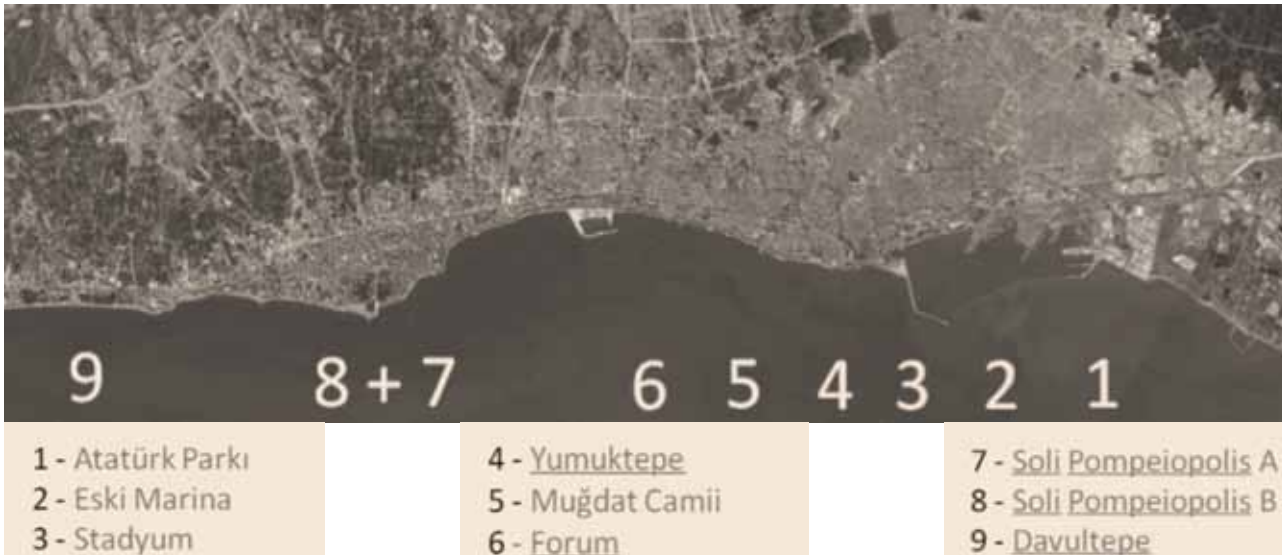 9 8 + 7 6 5 4 3 2 1
1 - Atatürk Parkı
2 - Eski Marina
3 - Stadyum
4 - Yumuktepe
5 - Muğdat Camii
6 - Forum
7 - Soli Pompeiopolis A
8 - Soli Pompeiopolis B
9 - Davultepe